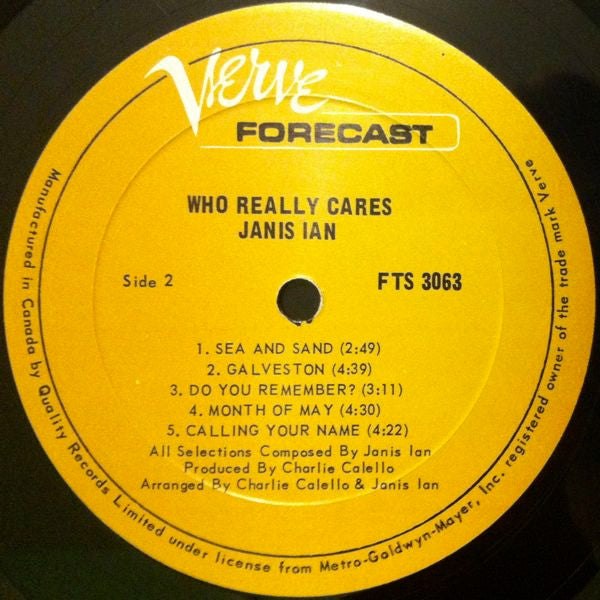 Verve
FORECAST
WHO REALLY CARES
JANIS IAN
Side 2
FTS 3063
1. SEA AND SAND (2:49)
2. GALVESTON (4:39)
3. DO YOU REMEMBER? (3:11)
4. MONTH OF MAY (4:30)
5. CALLING YOUR NAME (4:22)
All Selections Composed By Janis Ian
Produced By Charlie Calello
Arranged By Charlie Calello & Janis Ian
Manufactured in Canada by Quality Records Limited under license from Metro-Goldwyn-Mayer, Inc. registered owner of the trade mark Verve